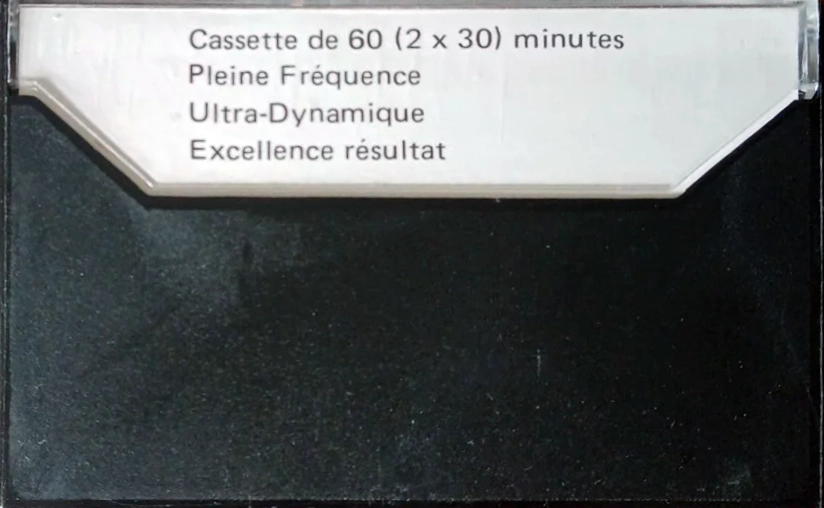 Cassette de 60 (2 x 30) minutes
Pleine Fréquence
Ultra-Dynamique
Excellence résultat